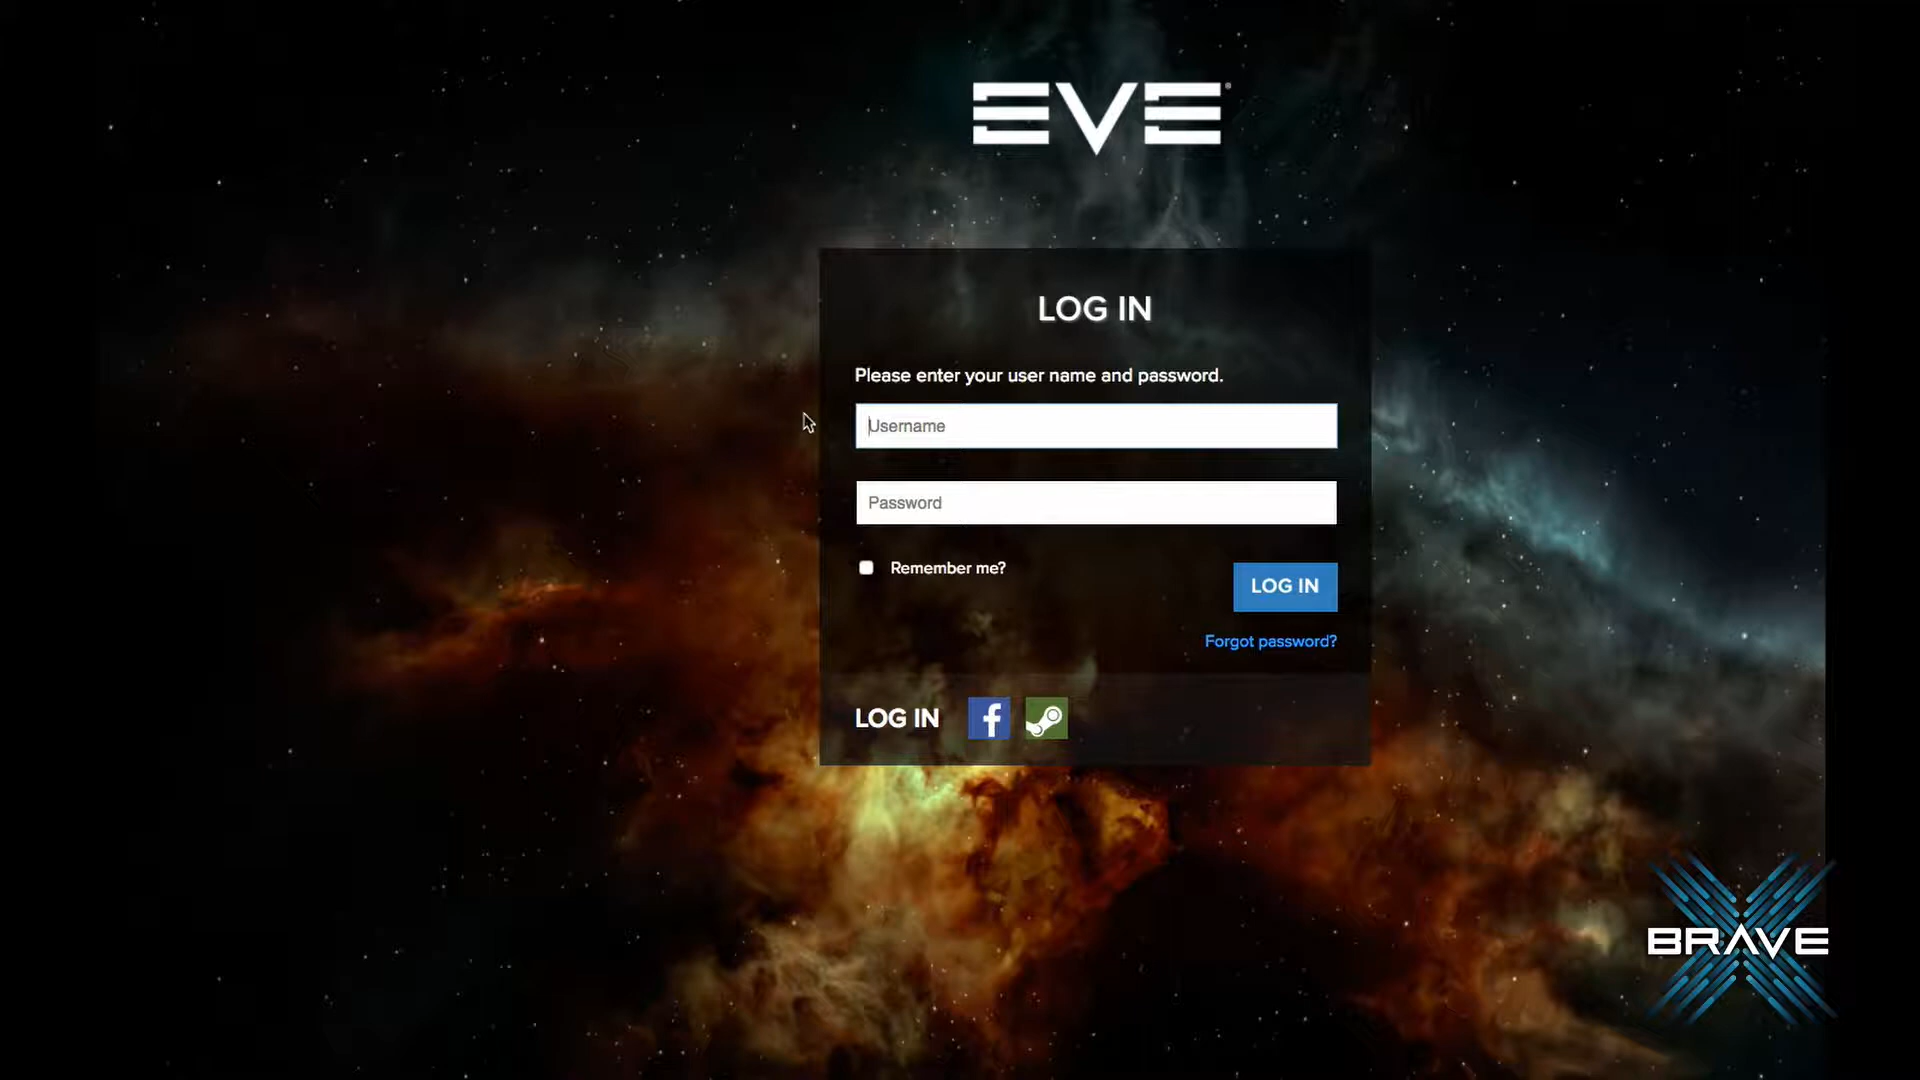 EVE
LOG IN
Please enter your user name and password.
Username
Password
Remember me?
LOG IN
Forgot password?
LOG IN
BRAVE